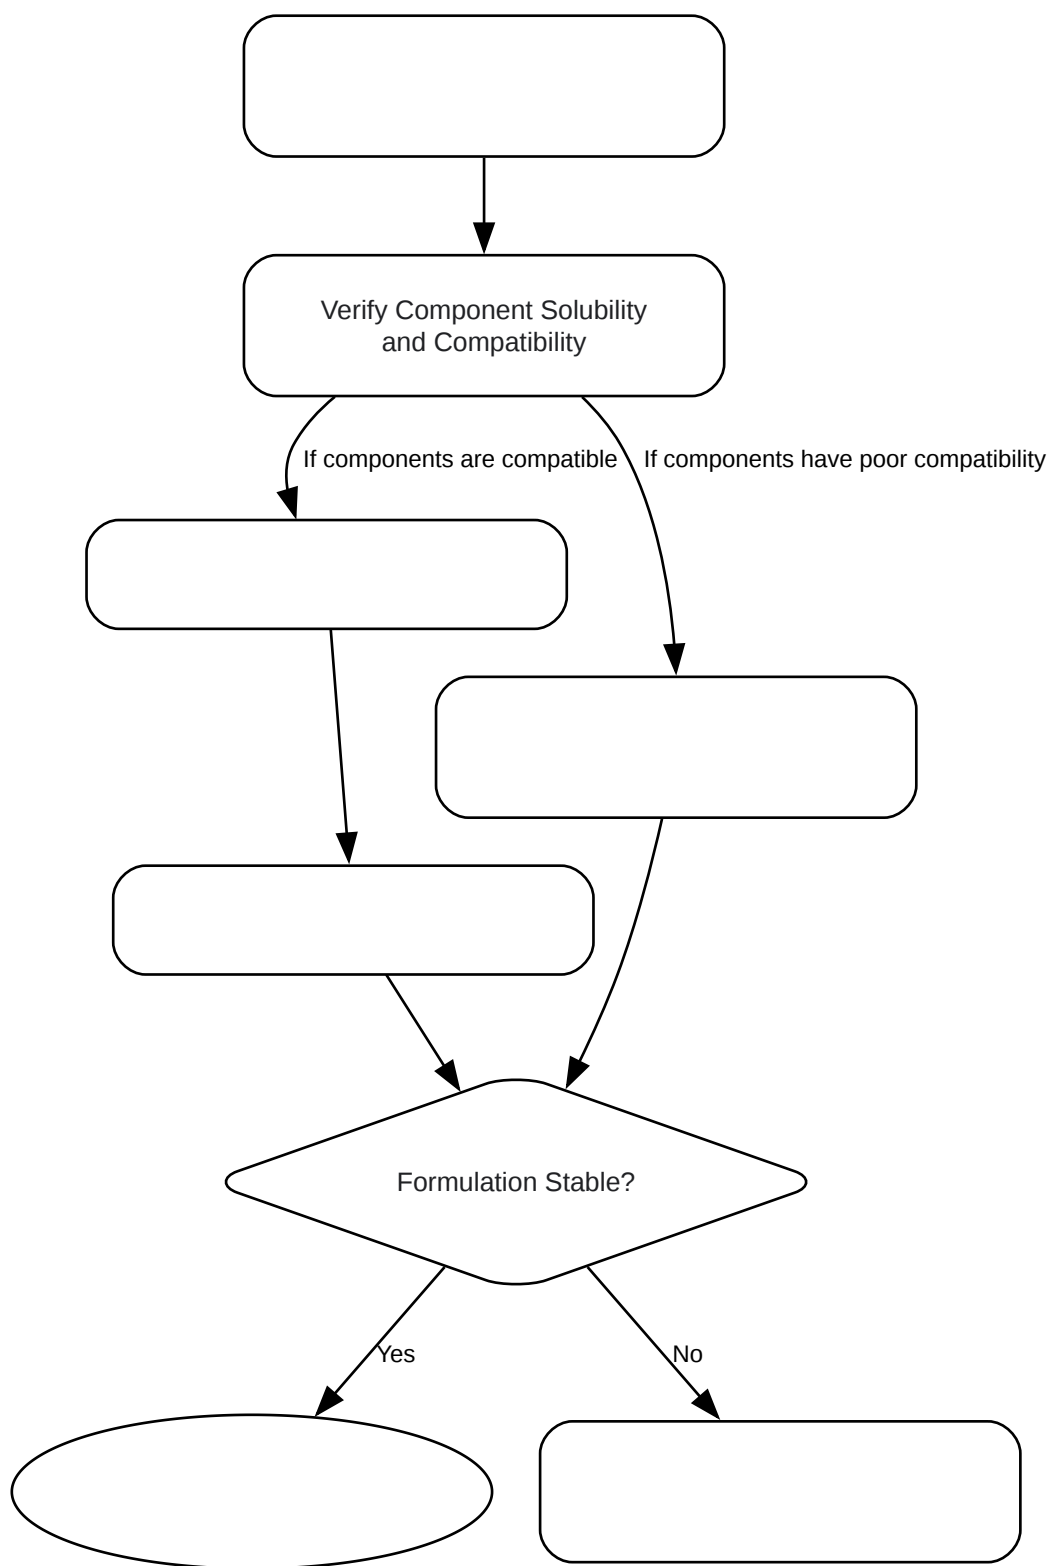 Verify Component Solubility
and Compatibility
If components are compatible
If components have poor compatibility
Formulation Stable?
Yes
No